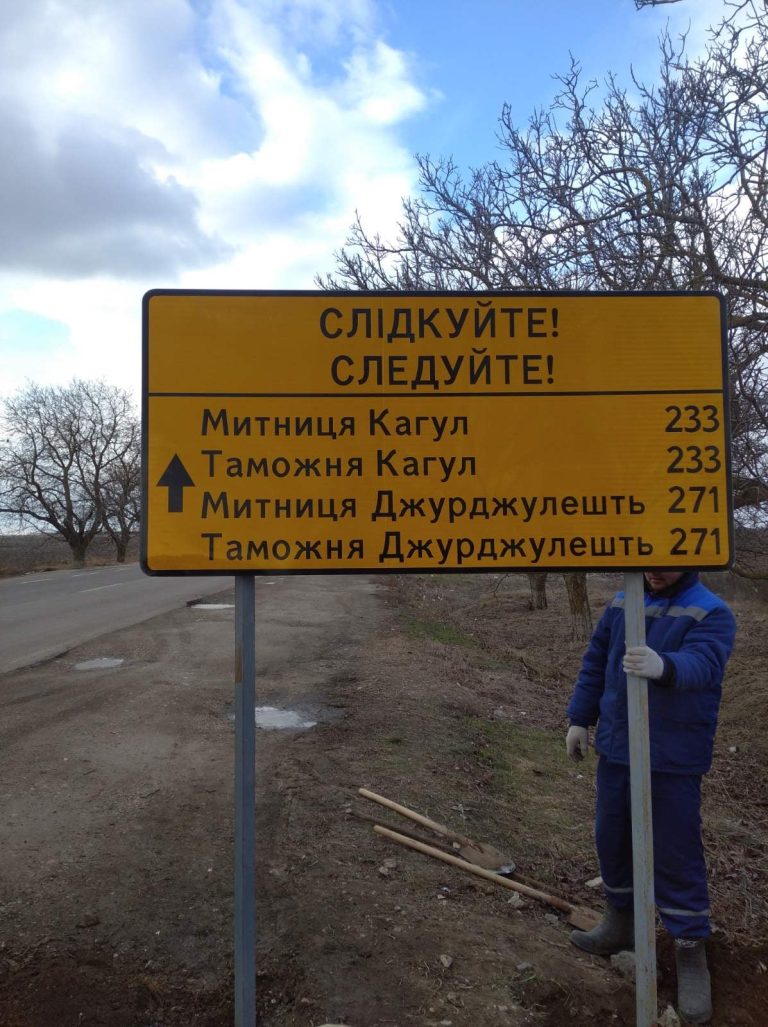 СЛІДКУЙТЕ!
СЛЕДУЙТЕ!
Митниця Кагул 233
Таможня Кагул 233
Митниця Джурджулешть 271
Таможня Джурджулешть 271